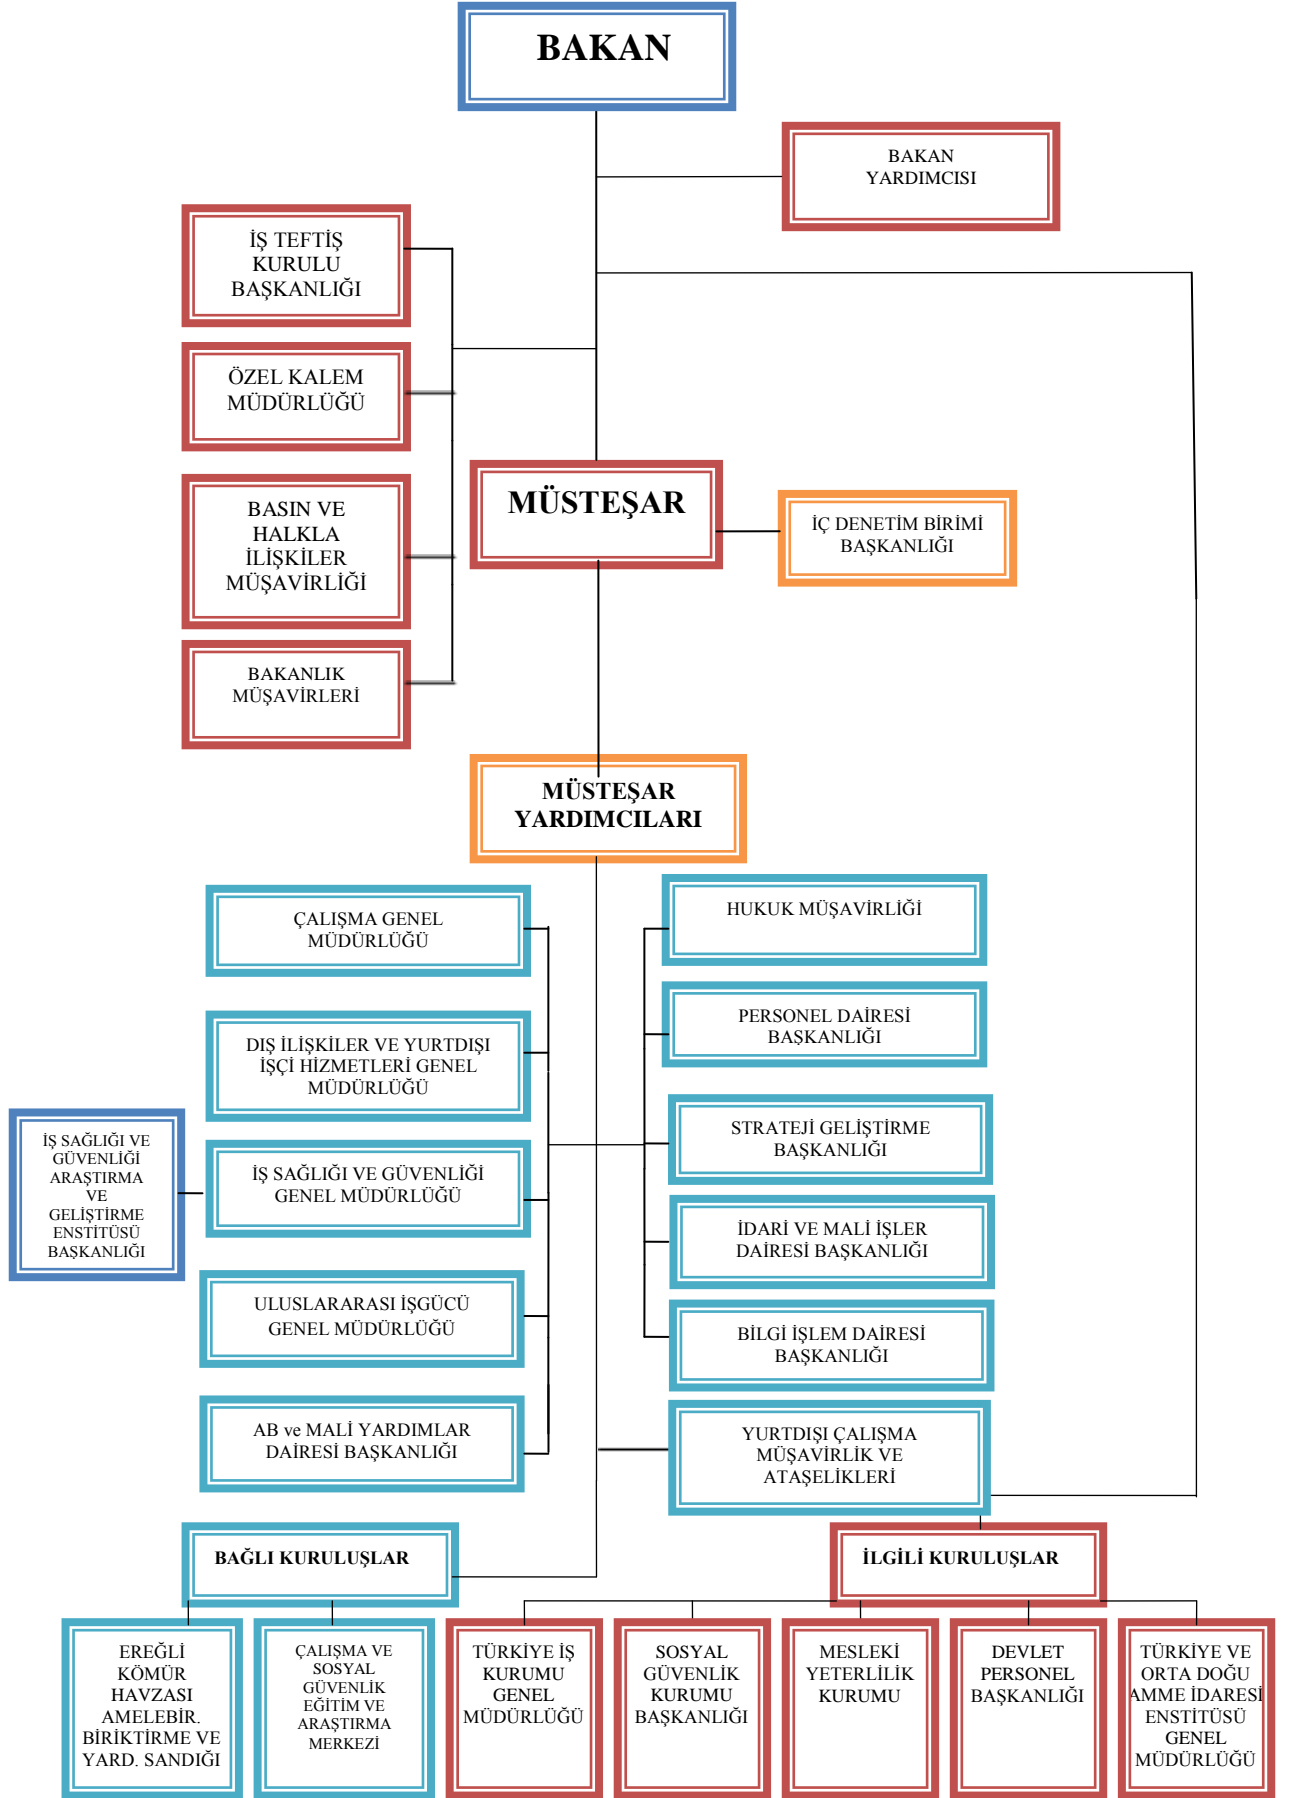 BAKAN
BAKAN
YARDIMCISI
İŞ TEFTİŞ
KURULU
BAŞKANLIĞI
ÖZEL KALEM
MÜDÜRLÜĞÜ
BASIN VE
HALKLA
İLİŞKİLER
MÜŞAVİRLİĞİ
BAKANLIK
MÜŞAVİRLERİ
MÜSTEŞAR
İÇ DENETİM BİRİMİ
BAŞKANLIĞI
MÜSTEŞAR
YARDIMCILARI
ÇALIŞMA GENEL
MÜDÜRLÜĞÜ
DIŞ İLİŞKİLER VE YURTDIŞI
İŞÇİ HİZMETLERİ GENEL
MÜDÜRLÜĞÜ
İŞ SAĞLIĞI VE
GÜVENLİĞİ
ARAŞTIRMA
VE
GELİŞTİRME
ENSTİTÜSÜ
BAŞKANLIĞI
İŞ SAĞLIĞI VE GÜVENLİĞİ
GENEL MÜDÜRLÜĞÜ
ULUSLARARASI İŞGÜCÜ
GENEL MÜDÜRLÜĞÜ
AB ve MALİ YARDIMLAR
DAİRESİ BAŞKANLIĞI
HUKUK MÜŞAVİRLİĞİ
PERSONEL DAİRESİ
BAŞKANLIĞI
STRATEJİ GELİŞTİRME
BAŞKANLIĞI
İDARİ VE MALİ İŞLER
DAİRESİ BAŞKANLIĞI
BİLGİ İŞLEM DAİRESİ
BAŞKANLIĞI
YURTDIŞI ÇALIŞMA
MÜŞAVİRLİK VE
ATAŞELİKLERİ
BAĞLI KURULUŞLAR
İLGİLİ KURULUŞLAR
EREĞLİ
KÖMÜR
HAVZASI
AMELEBİR.
BİRİKTİRME VE
YARD. SANDIĞI
ÇALIŞMA VE
SOSYAL
GÜVENLİK
EĞİTİM VE
ARAŞTIRMA
MERKEZİ
TÜRKİYE İŞ
KURUMU
GENEL
MÜDÜRLÜĞÜ
SOSYAL
GÜVENLİK
KURUMU
BAŞKANLIĞI
MESLEKİ
YETERLİLİK
KURUMU
DEVLET
PERSONEL
BAŞKANLIĞI
TÜRKİYE VE
ORTA DOĞU
AMME İDARESİ
ENSTİTÜSÜ
GENEL
MÜDÜRLÜĞÜ